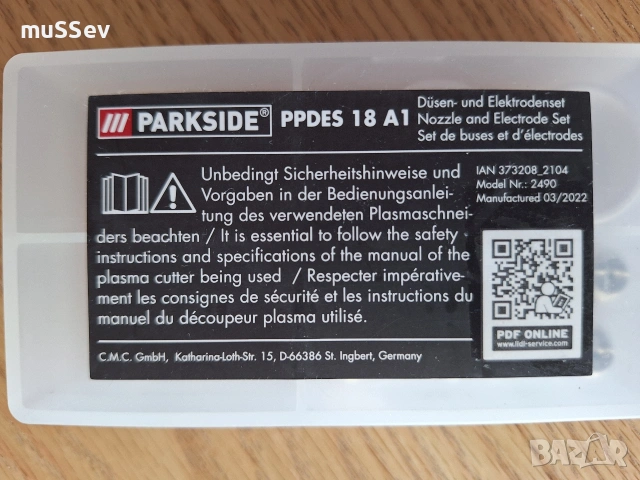 muSSev
PARKSIDE® PPDES 18 A1
Düsen- und Elektrodenset
Nozzle and Electrode Set
Set de buses et d'électrodes
Unbedingt Sicherheitshinweise und
Vorgaben in der Bedienungsanlei-
tung des verwendeten Plasmaschnei-
ders beachten / It is essential to follow the safety
instructions and specifications of the manual of the
plasma cutter being used / Respecter impérative-
ment les consignes de sécurité et les instructions du
manuel du découpeur plasma utilisé.
IAN 373208_2104
Model Nr.: 2490
Manufactured 03/2022
PDF ONLINE
www.lidl-service.com
C.M.C. GmbH, Katharina-Loth-Str. 15, D-66386 St. Ingbert, Germany
BAZAR